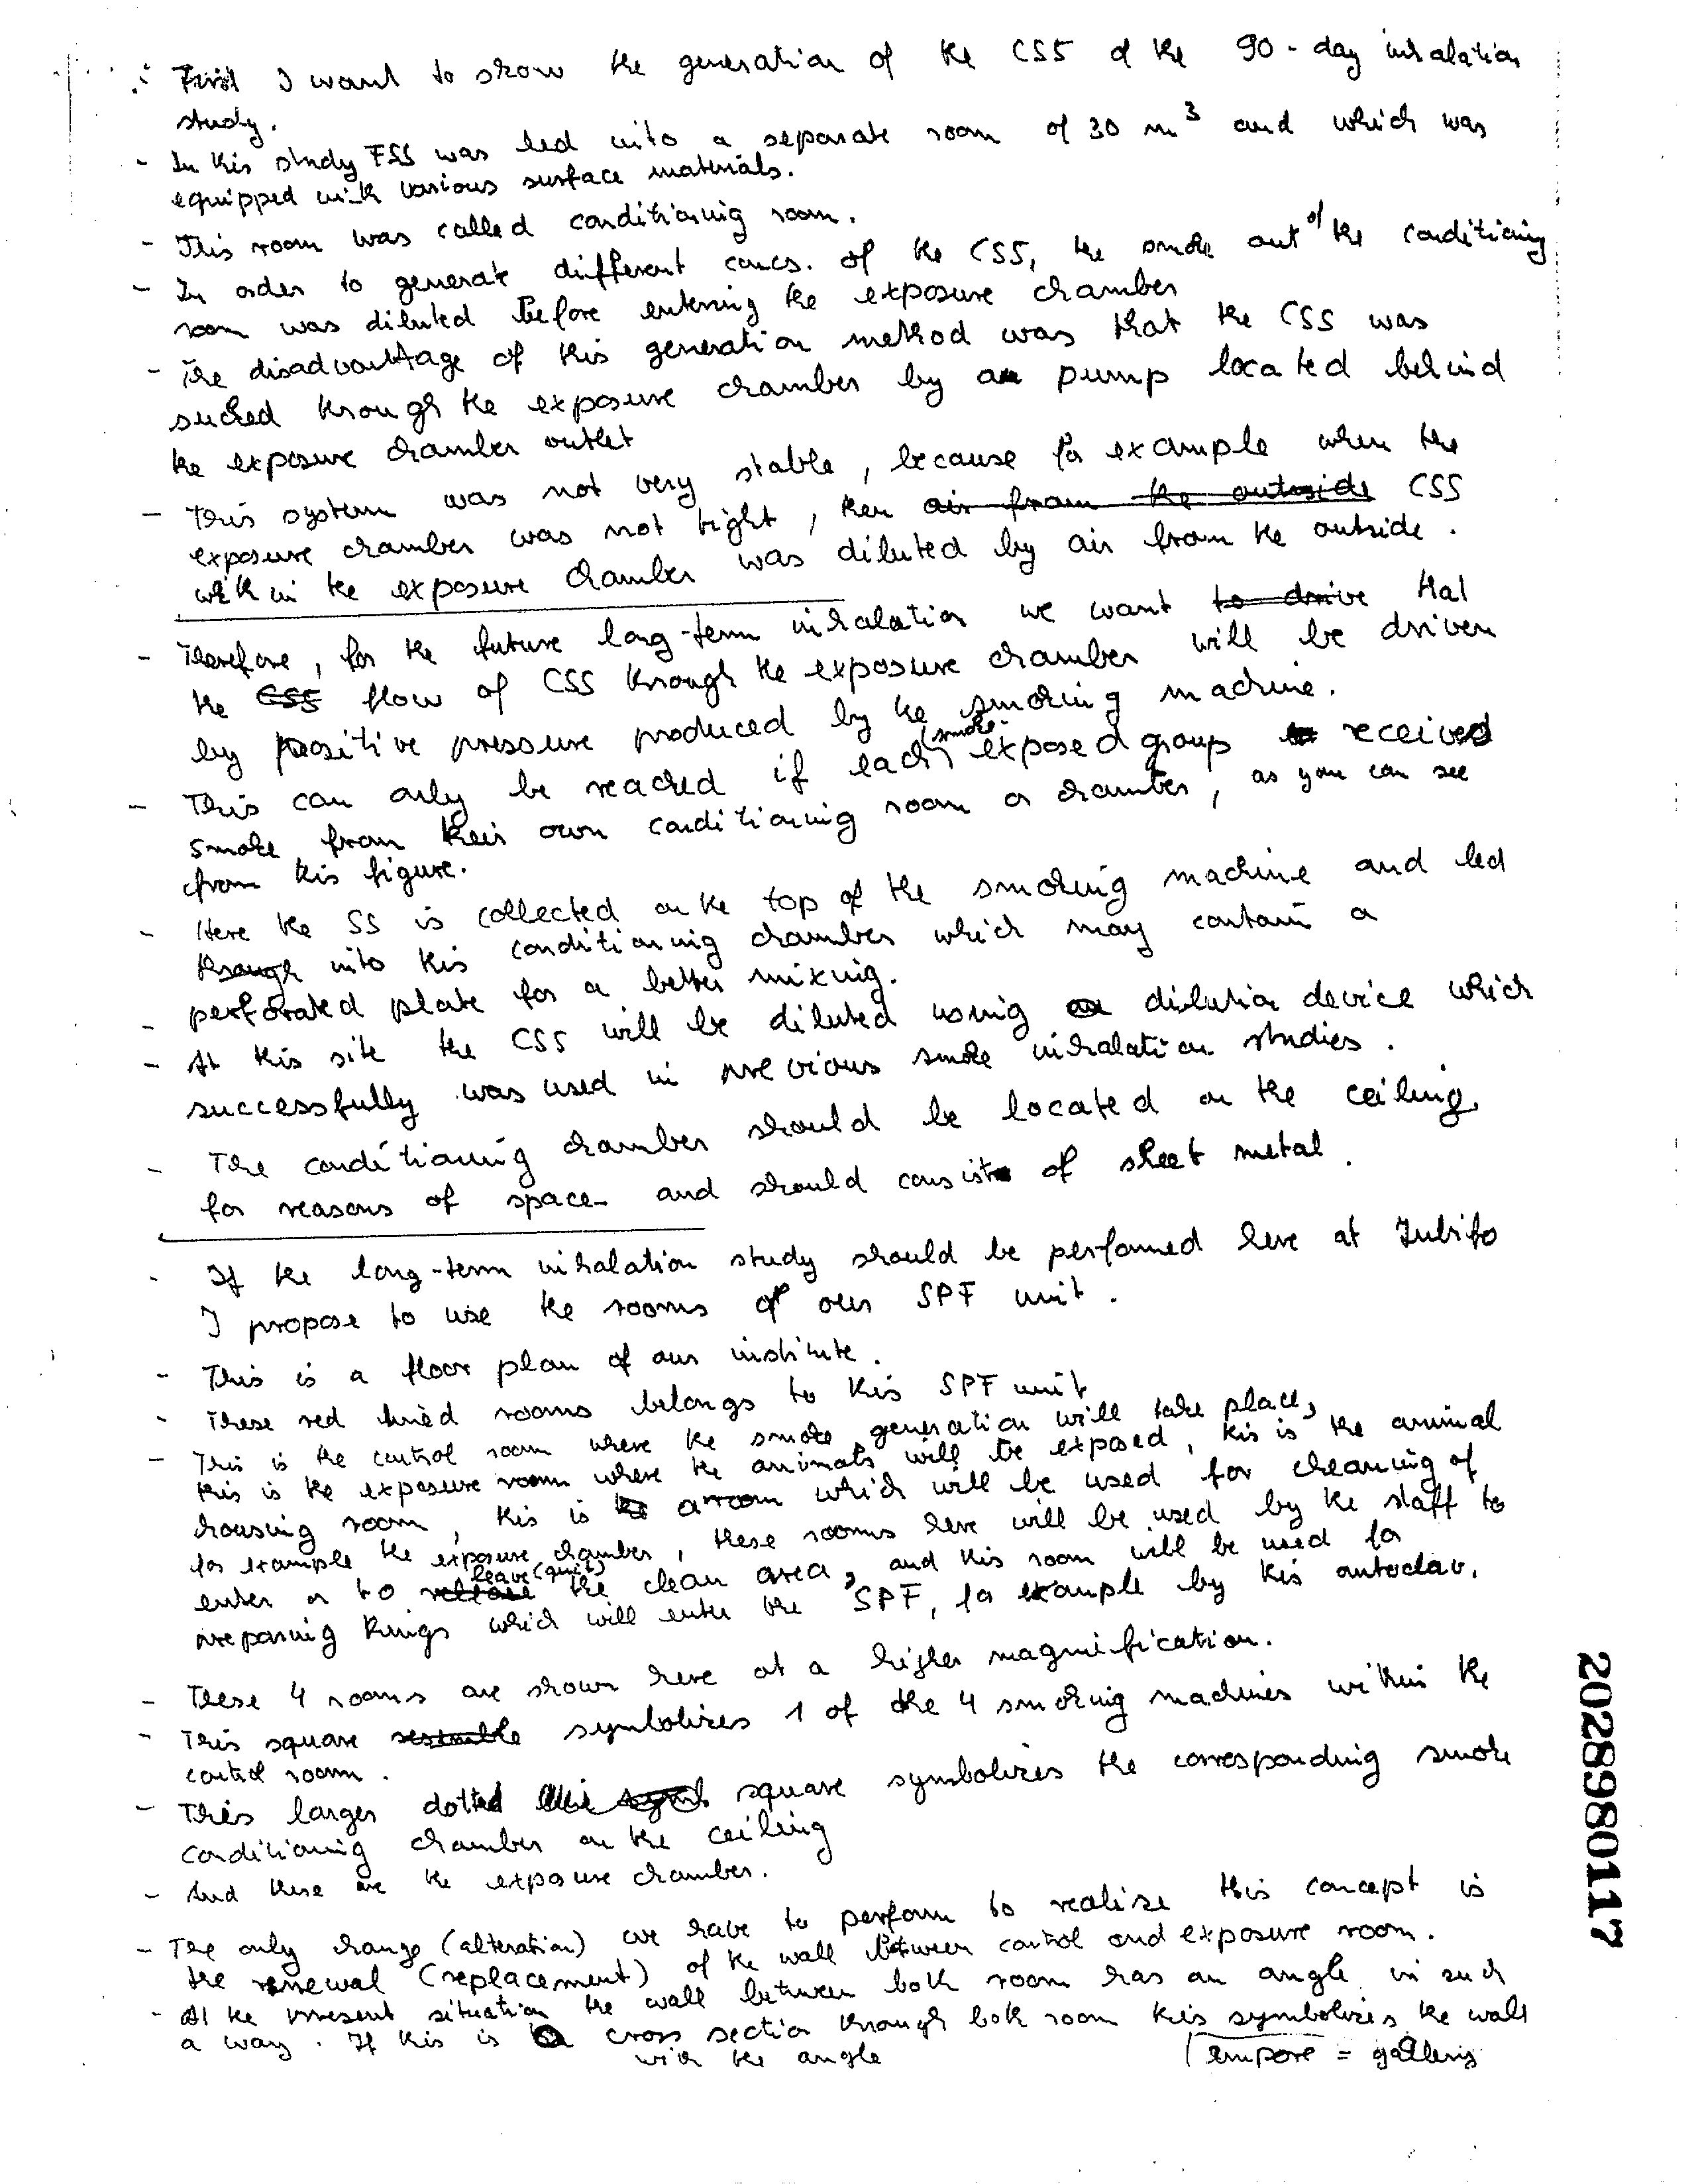 - First I want to show the generation of the CSS of the 90-day inhalation
study.
- In this study FSS was led into a separate room of 30 m³ and which was
equipped with various surface materials.
- This room was called conditioning room.
- In order to generate different concs. of the CSS, the smoke out of the conditioning
room was diluted before entering the exposure chamber
- The disadvantage of this generation method was that the CSS was
sucked through the exposure chamber by a pump located behind
the exposure chamber outlet
- This system was not very stable, because for example when the
exposure chamber was not tight, then air from the outside CSS
within the exposure chamber was diluted by air from the outside.
- Therefore, for the future long-term inhalation we want to drive that
the CSS flow of CSS through the exposure chamber will be driven
by positive pressure produced by the smoking machine.
- This can only be reached if each (smoke-) exposed group received
smoke from their own conditioning room or chamber, as you can see
from this figure.
- Here the SS is collected on the top of the smoking machine and led
through into this conditioning chamber which may contain a
- perforated plate for a better mixing.
- At this site the CSS will be diluted using dilution device which
successfully was used in previous smoke inhalation studies.
- The conditioning chamber should be located on the ceiling
for reasons of space and should consist of sheet metal.
- If the long-term inhalation study should be performed here at Inbifo
I propose to use the rooms of our SPF unit.
- This is a floor plan of our institute.
- These red lined rooms belongs to this SPF unit
- This is the control room where the smoke generation will take place,
this is the exposure room where the animals will be exposed, this is the animal
housing room, this is a room which will be used for cleaning of
for example the exposure chamber, these rooms here will be used by the staff to
enter or to leave (quit) the clean area, and this room will be used for
preparing things which will enter the SPF, for example by this autoclav.
- These 4 rooms are shown here at a higher magnification.
- This square symbolizes 1 of the 4 smoking machines within the
control room.
- This larger dotted square symbolizes the corresponding smoke
conditioning chamber on the ceiling
- And these are the exposure chamber.
- The only change (alteration) we have to perform to realise this concept is
the renewal (replacement) of the wall between control and exposure room.
- At the present situation the wall between both room has an angle in such
a way. If this is a cross section through both room this symbolizes the wall
with the angle
empore = gallery
2028980117